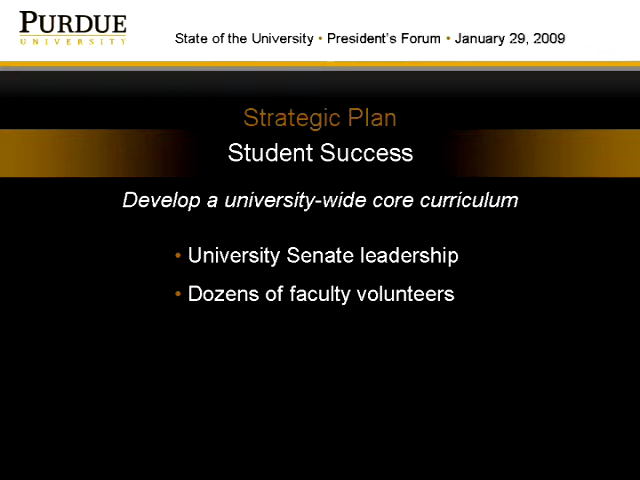 PURDUE
UNIVERSITY
State of the University • President's Forum • January 29, 2009
Strategic Plan
Student Success
Develop a university-wide core curriculum
• University Senate leadership
• Dozens of faculty volunteers